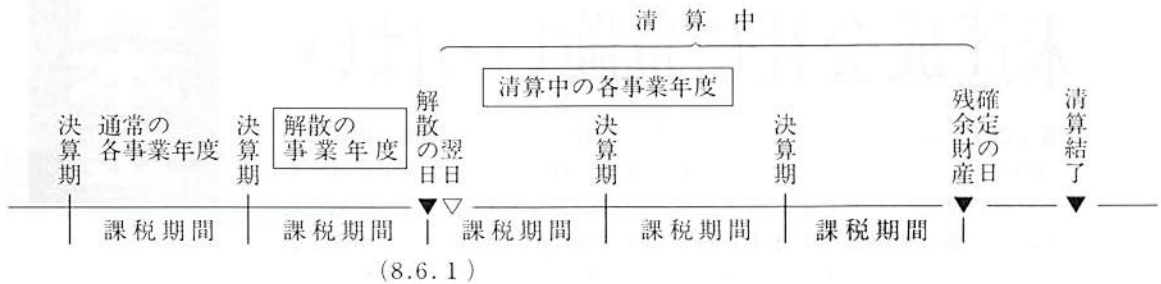 清算中
清算中の各事業年度
決算期
通常の
各事業年度
決算期
解散の
事業年度
解散の日
翌日
決算期
決算期
残余財産
確定の日
清算結了
課税期間
課税期間
課税期間
課税期間
課税期間
(8.6.1)